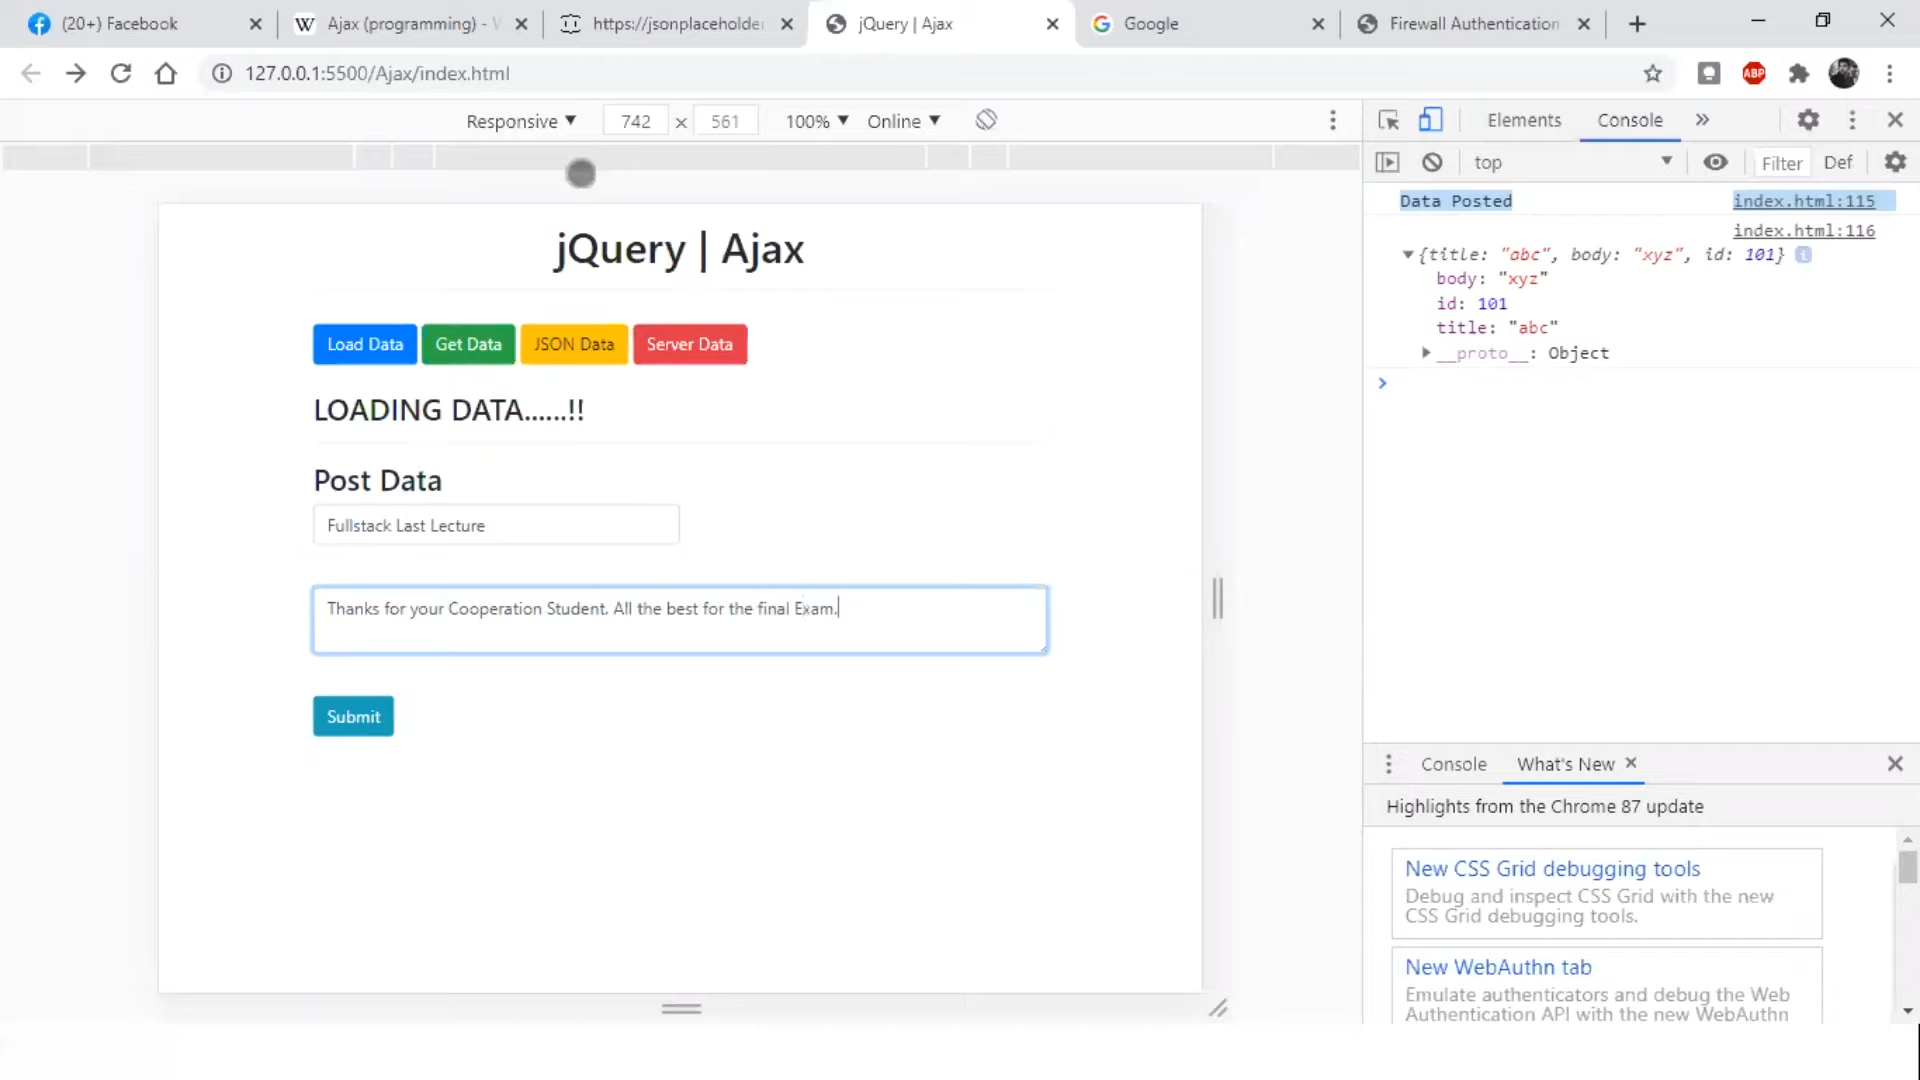 (20+) Facebook
Ajax (programming) -
https://jsonplaceholder
jQuery | Ajax
Google
Firewall Authentication
127.0.0.1:5500/Ajax/index.html
ABP
Responsive ▼ 742 × 561 100% ▼ Online ▼
Elements Console »
top ▼ Filter Def
Data Posted index.html:115
index.html:116
▼{title: "abc", body: "xyz", id: 101} i
body: "xyz"
id: 101
title: "abc"
▶ __proto__: Object
jQuery | Ajax
Load Data Get Data JSON Data Server Data
LOADING DATA......!!
Post Data
Fullstack Last Lecture
Thanks for your Cooperation Student. All the best for the final Exam.
Submit
Console What's New
Highlights from the Chrome 87 update
New CSS Grid debugging tools
Debug and inspect CSS Grid with the new
CSS Grid debugging tools.
New WebAuthn tab
Emulate authenticators and debug the Web
Authentication API with the new WebAuthn